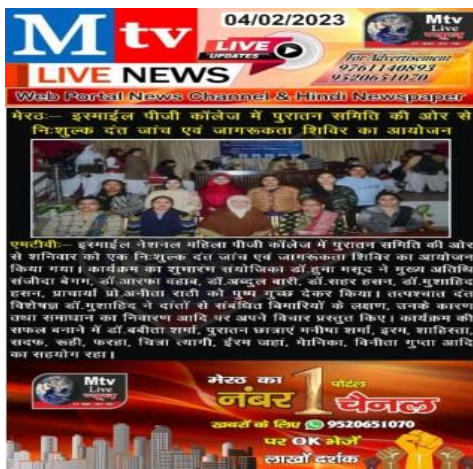 M tv
04/02/2023
Mtv
Live
न्यूज
LIVE
UPDATES
LIVE NEWS
For Advertisement
9761140893
9520651070
Web Portal News Channel & Hindi Newspaper
मेरठः– इस्माईल पीजी कॉलेज में पुरातन समिति की ओर से
निःशुल्क दंत जांच एवं जागरूकता शिविर का आयोजन
एमटीवीः– इस्माईल नेशनल महिला पीजी कॉलेज में पुरातन समिति की ओर
से शनिवार को एक निःशुल्क दंत जांच एवं जागरूकता शिविर का आयोजन
किया गया। कार्यक्रम का शुभारंभ संयोजिका डॉ.हुमा मसूद ने मुख्य अतिथि
संजीदा बेगम, डॉ.आरफा वहाब, डॉ.अब्दुल बारी, डॉ.सहर हसन, डॉ.मुशाहिद
हसन, प्राचार्या प्रो.अनीता राठी को पुष्प गुच्छ देकर किया। तत्पश्चात दंत
विशेषज्ञ डॉ.मुशाहिद ने दांतों से संबंधित बिमारियों के लक्षण, उनके कारण
तथा समाधान का निवारण आदि पर अपने विचार प्रस्तुत किए। कार्यक्रम की
सफल बनाने में डॉ.बबीता शर्मा, पुरातन छात्राएं मनीषा शर्मा, इरम, शाहिस्ता,
सदफ, रूही, फरहा, चित्रा त्यागी, ईरम जहां, मोनिका, विनीता गुप्ता आदि
का सहयोग रहा।
Mtv
Live
न्यूज
मेरठ का
नंबर 1
पोर्टल
चैनल
खबरों के लिए 9520651070
पर OK भेजें
लाखों दर्शक